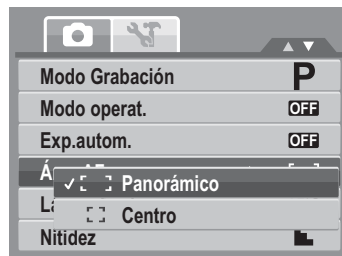 Modo Grabación P
Modo operat. OFF
Exp.autom. OFF
Panorámico
Centro
Nitidez